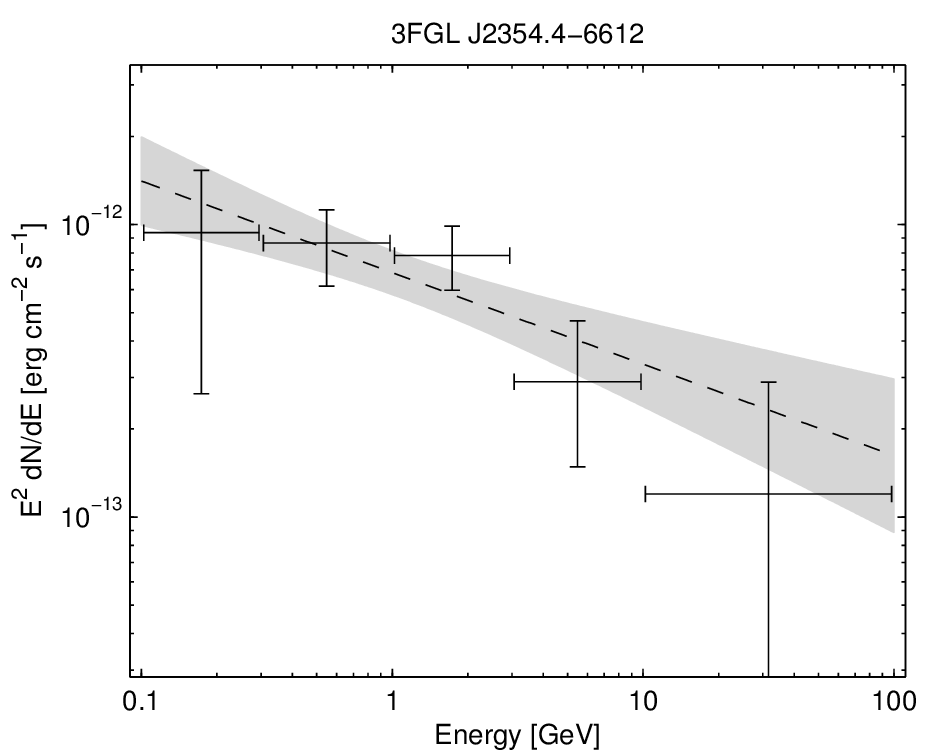 3FGL J2354.4−6612
E² dN/dE [erg cm⁻² s⁻¹]
10⁻¹²
10⁻¹³
0.1 1 10 100
Energy [GeV]